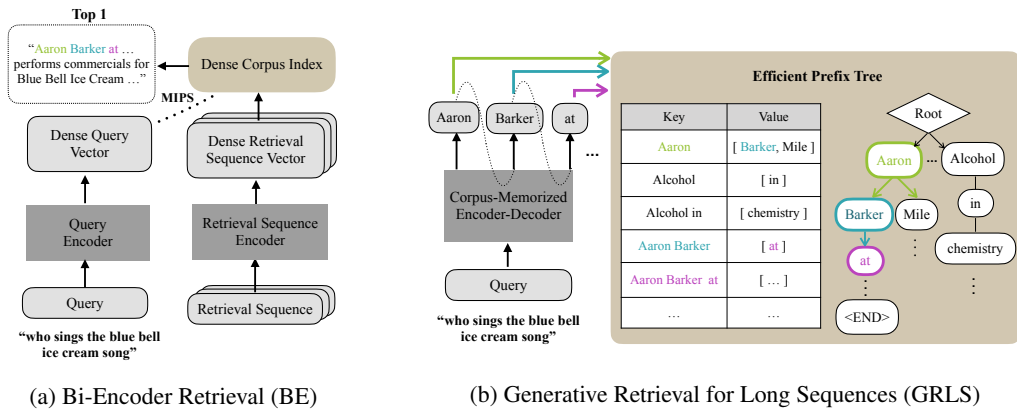 Top 1
“Aaron Barker at …
performs commercials for
Blue Bell Ice Cream …”
Dense Corpus Index
MIPS
Dense Query
Vector
Dense Retrieval
Sequence Vector
Query
Encoder
Retrieval Sequence
Encoder
Query
Retrieval Sequence
“who sings the blue bell
ice cream song”
(a) Bi-Encoder Retrieval (BE)
Aaron
Barker
at
...
Corpus-Memorized
Encoder-Decoder
Query
“who sings the blue bell
ice cream song”
Efficient Prefix Tree
Key Value
Aaron [ Barker, Mile ]
Alcohol [ in ]
Alcohol in [ chemistry ]
Aaron Barker [ at ]
Aaron Barker at [ … ]
… …
Root
Aaron ... Alcohol
Barker Mile in
at chemistry
<END>
(b) Generative Retrieval for Long Sequences (GRLS)